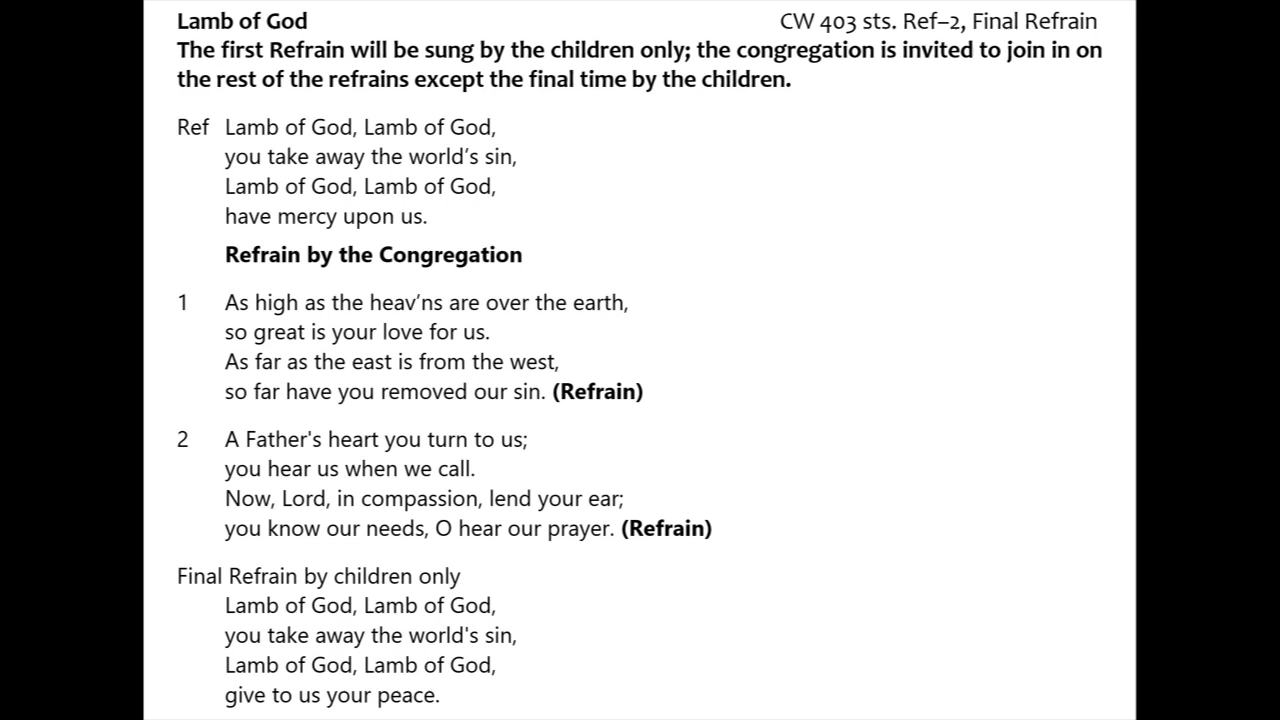 Lamb of God CW 403 sts. Ref–2, Final Refrain
The first Refrain will be sung by the children only; the congregation is invited to join in on
the rest of the refrains except the final time by the children.
Ref Lamb of God, Lamb of God,
you take away the world’s sin,
Lamb of God, Lamb of God,
have mercy upon us.
Refrain by the Congregation
1 As high as the heav’ns are over the earth,
so great is your love for us.
As far as the east is from the west,
so far have you removed our sin. (Refrain)
2 A Father's heart you turn to us;
you hear us when we call.
Now, Lord, in compassion, lend your ear;
you know our needs, O hear our prayer. (Refrain)
Final Refrain by children only
Lamb of God, Lamb of God,
you take away the world's sin,
Lamb of God, Lamb of God,
give to us your peace.